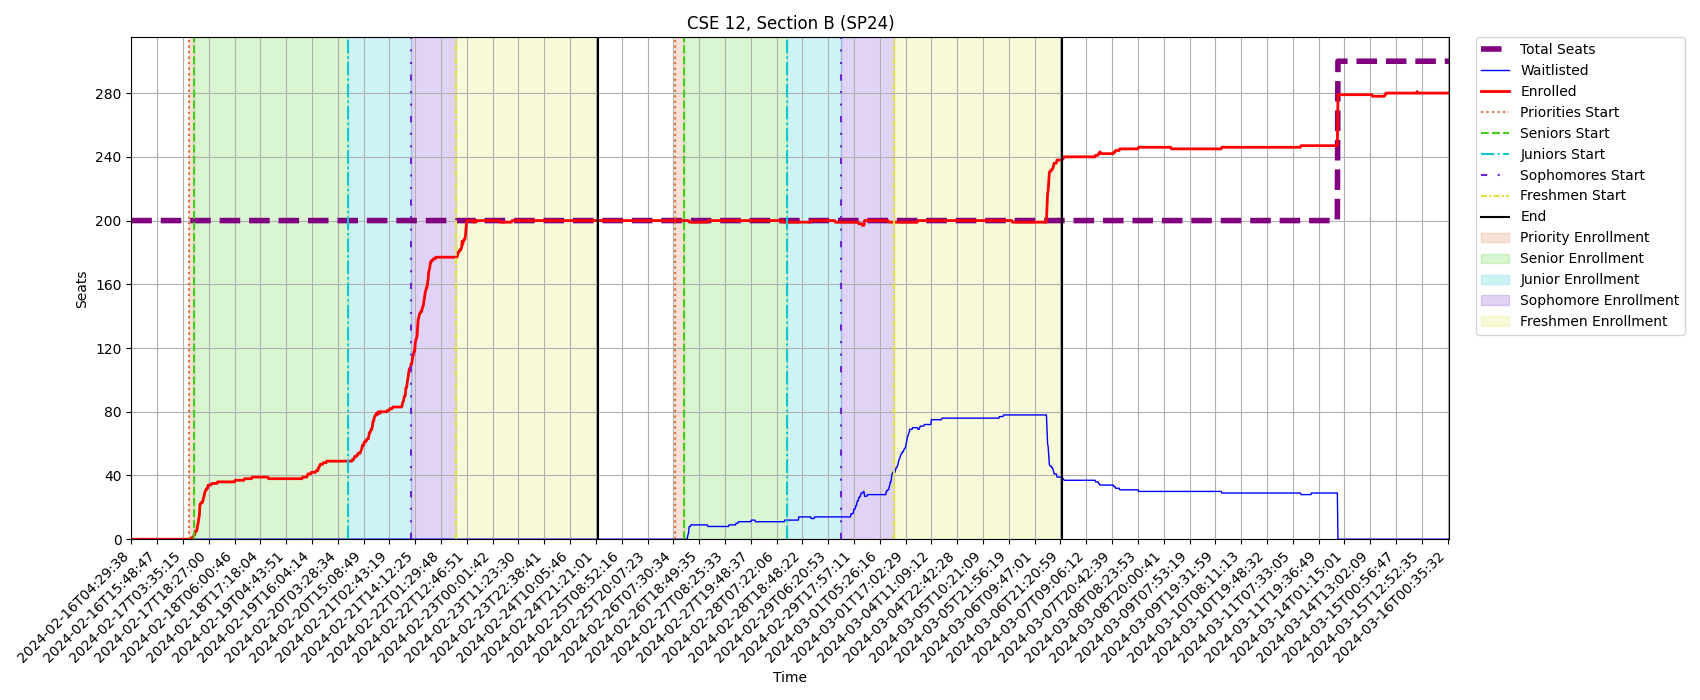 CSE 12, Section B (SP24)
Seats
280
240
200
160
120
80
40
0
2024-02-16T04:29:38
2024-02-16T15:48:47
2024-02-17T03:35:15
2024-02-17T18:27:00
2024-02-18T06:00:46
2024-02-18T17:18:04
2024-02-19T04:43:51
2024-02-19T16:04:14
2024-02-20T03:28:34
2024-02-20T15:08:49
2024-02-21T02:43:19
2024-02-21T14:12:25
2024-02-22T01:29:48
2024-02-22T12:46:51
2024-02-23T00:01:42
2024-02-23T11:23:30
2024-02-23T22:38:41
2024-02-24T10:05:46
2024-02-24T21:21:01
2024-02-25T08:52:16
2024-02-25T20:07:23
2024-02-26T07:30:34
2024-02-26T18:49:35
2024-02-27T08:25:33
2024-02-27T19:48:37
2024-02-28T07:22:06
2024-02-28T18:48:22
2024-02-29T06:20:53
2024-02-29T17:57:11
2024-03-01T05:26:16
2024-03-01T17:02:29
2024-03-04T11:09:12
2024-03-04T22:42:28
2024-03-05T10:21:09
2024-03-05T21:56:19
2024-03-06T09:47:01
2024-03-06T21:20:59
2024-03-07T09:06:12
2024-03-07T20:42:39
2024-03-08T08:23:53
2024-03-08T20:00:41
2024-03-09T07:53:19
2024-03-09T19:31:59
2024-03-10T08:11:13
2024-03-10T19:48:32
2024-03-11T07:33:05
2024-03-11T19:36:49
2024-03-14T01:15:01
2024-03-14T13:02:09
2024-03-15T00:56:47
2024-03-15T12:52:35
2024-03-16T00:35:32
Time
Total Seats
Waitlisted
Enrolled
Priorities Start
Seniors Start
Juniors Start
Sophomores Start
Freshmen Start
End
Priority Enrollment
Senior Enrollment
Junior Enrollment
Sophomore Enrollment
Freshmen Enrollment